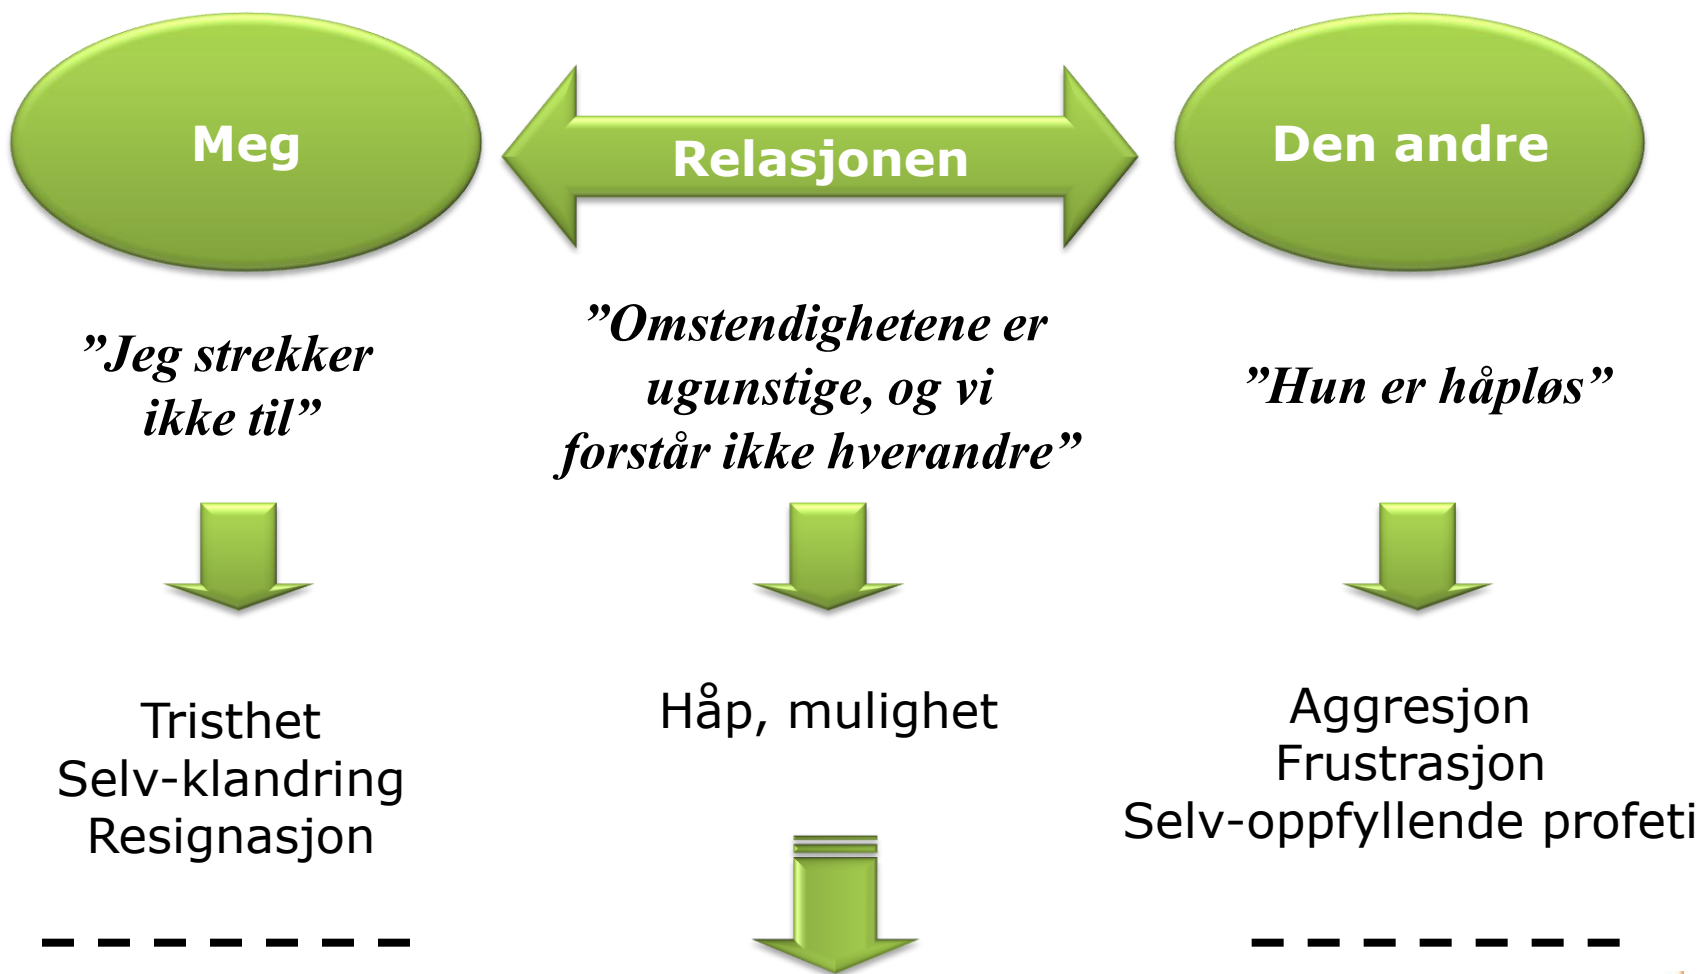 Meg
Relasjonen
Den andre
”Jeg strekker
ikke til”
”Omstendighetene er
ugunstige, og vi
forstår ikke hverandre”
”Hun er håpløs”
Tristhet
Selv-klandring
Resignasjon
Håp, mulighet
Aggresjon
Frustrasjon
Selv-oppfyllende profeti